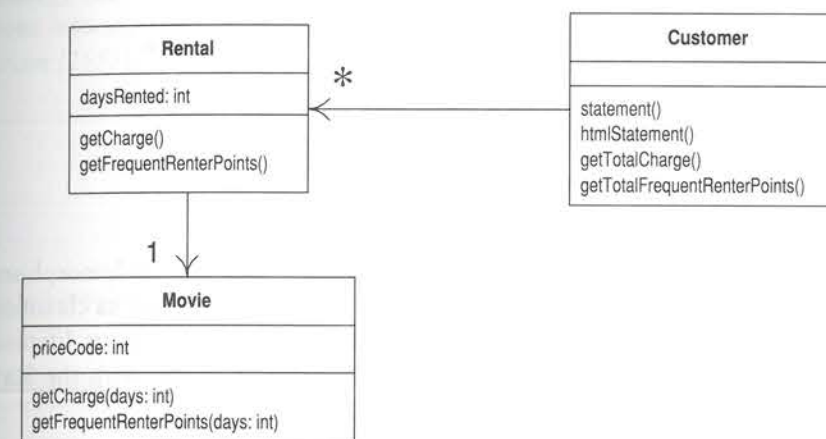 Rental
daysRented: int
getCharge()
getFrequentRenterPoints()
*
Customer
statement()
htmlStatement()
getTotalCharge()
getTotalFrequentRenterPoints()
1
Movie
priceCode: int
getCharge(days: int)
getFrequentRenterPoints(days: int)